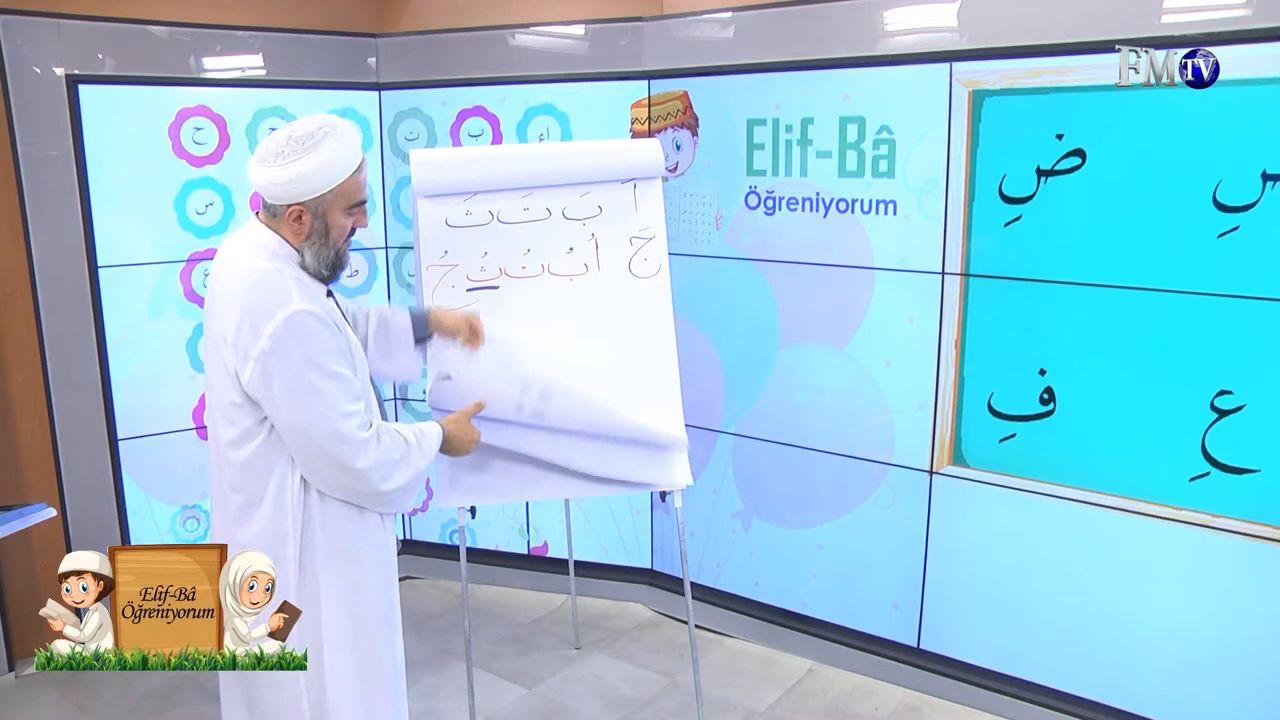 FM TV
Elif-Bâ
Öğreniyorum
ح
ت
ب
س
ط
أَ بَ تَ ثَ
جَ
أُ بُ تُ ثُ جُ
ضِ
فِ
عِ
Elif-Bâ
Öğreniyorum